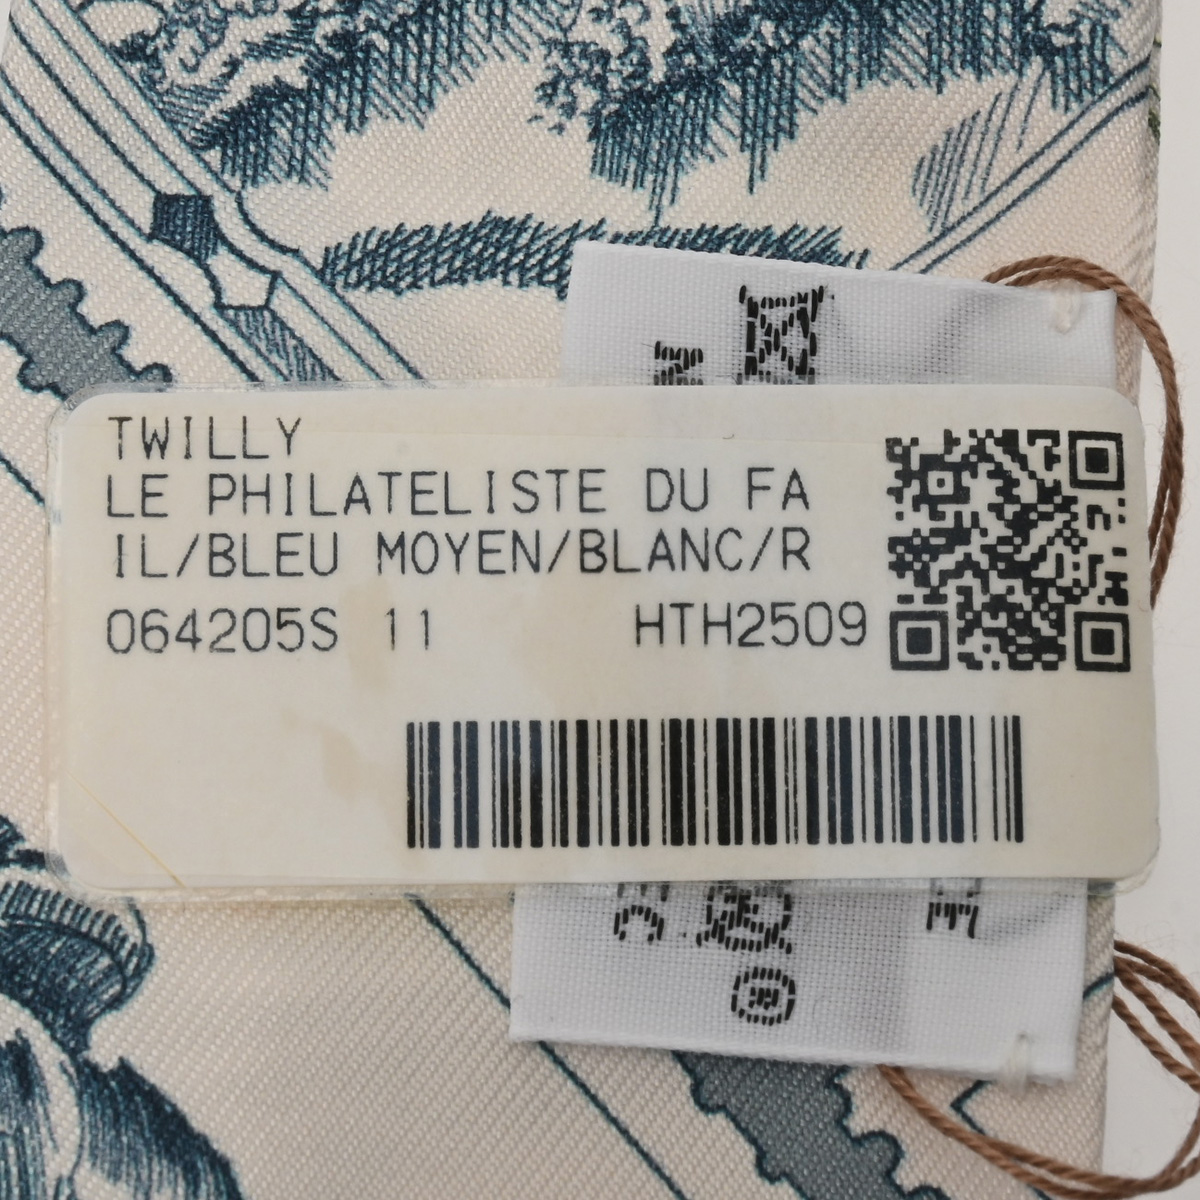 TWILLY
LE PHILATELISTE DU FA
IL/BLEU MOYEN/BLANC/R
064205S 11 HTH2509